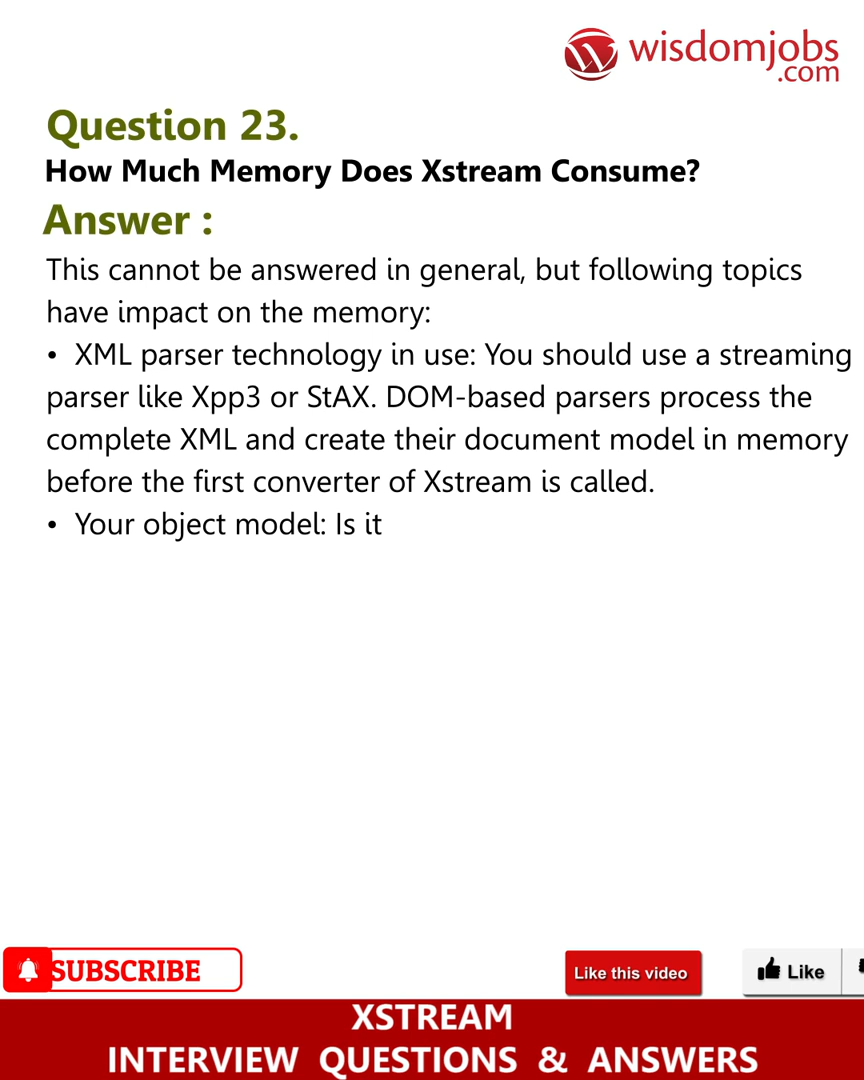 wisdomjobs
.com
Question 23.
How Much Memory Does Xstream Consume?
Answer :
This cannot be answered in general, but following topics
have impact on the memory:
• XML parser technology in use: You should use a streaming
parser like Xpp3 or StAX. DOM-based parsers process the
complete XML and create their document model in memory
before the first converter of Xstream is called.
• Your object model: Is it
SUBSCRIBE
Like this video
Like
XSTREAM
INTERVIEW QUESTIONS & ANSWERS